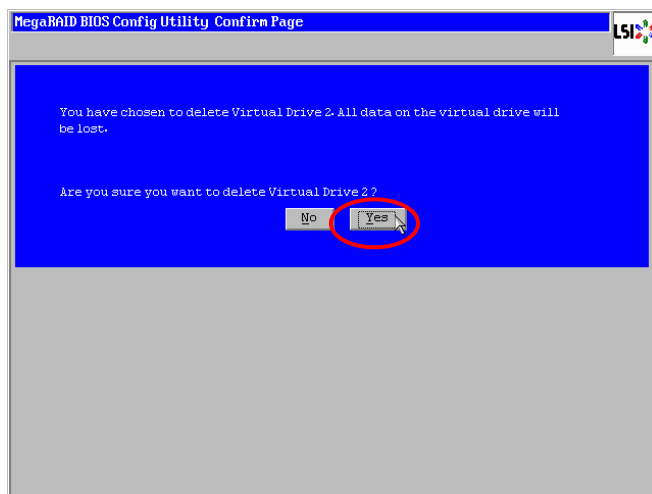 MegaRAID BIOS Config Utility Confirm Page
LSI
You have chosen to delete Virtual Drive 2. All data on the virtual drive will
be lost.
Are you sure you want to delete Virtual Drive 2 ?
No Yes